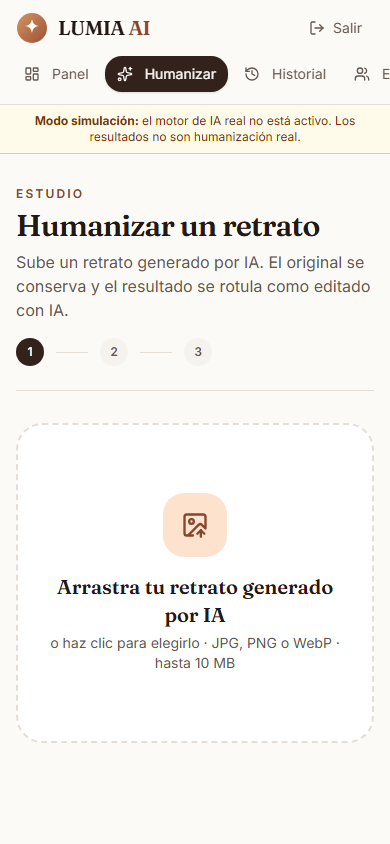 LUMIA AI
Salir
Panel
Humanizar
Historial
E
Modo simulación: el motor de IA real no está activo. Los
resultados no son humanización real.
ESTUDIO
Humanizar un retrato
Sube un retrato generado por IA. El original se
conserva y el resultado se rotula como editado
con IA.
1
2
3
Arrastra tu retrato generado
por IA
o haz clic para elegirlo · JPG, PNG o WebP ·
hasta 10 MB